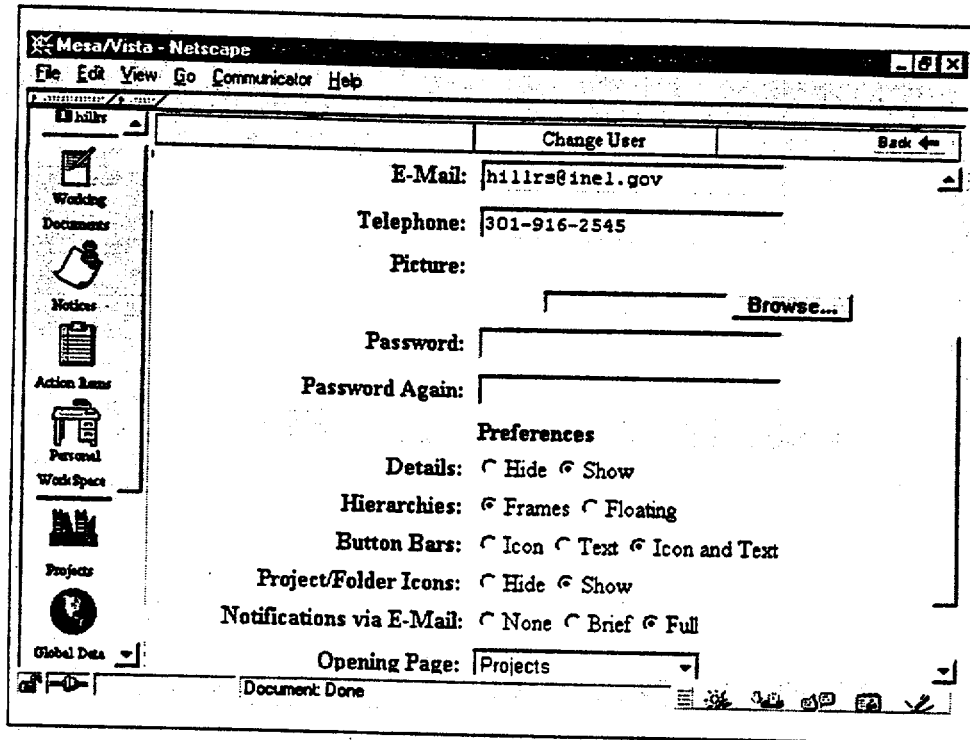 Mesa/Vista - Netscape
File Edit View Go Communicator Help
hillrs
Change User
Back
Working
Documents
Notices
Action Items
Personal
Work Space
Projects
Global Data
E-Mail: hillrs@inel.gov
Telephone: 301-916-2545
Picture:
Browse...
Password:
Password Again:
Preferences
Details: Hide Show
Hierarchies: Frames Floating
Button Bars: Icon Text Icon and Text
Project/Folder Icons: Hide Show
Notifications via E-Mail: None Brief Full
Opening Page: Projects
Document: Done